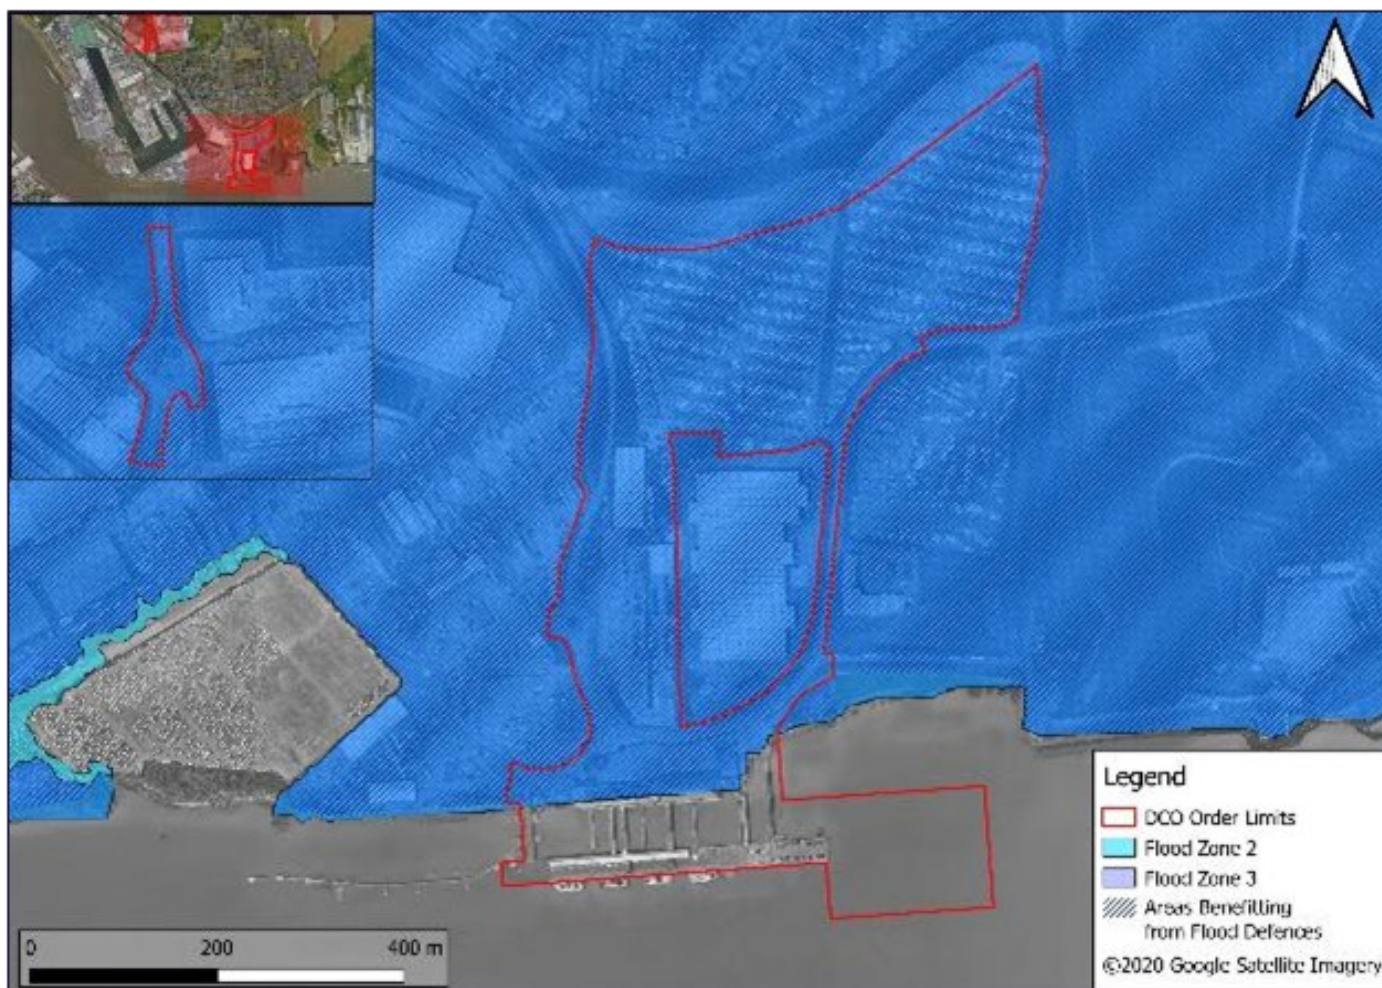 Legend
DCO Order Limits
Flood Zone 2
Flood Zone 3
Areas Benefitting
from Flood Defences
©2020 Google Satellite Imagery
0 200 400 m